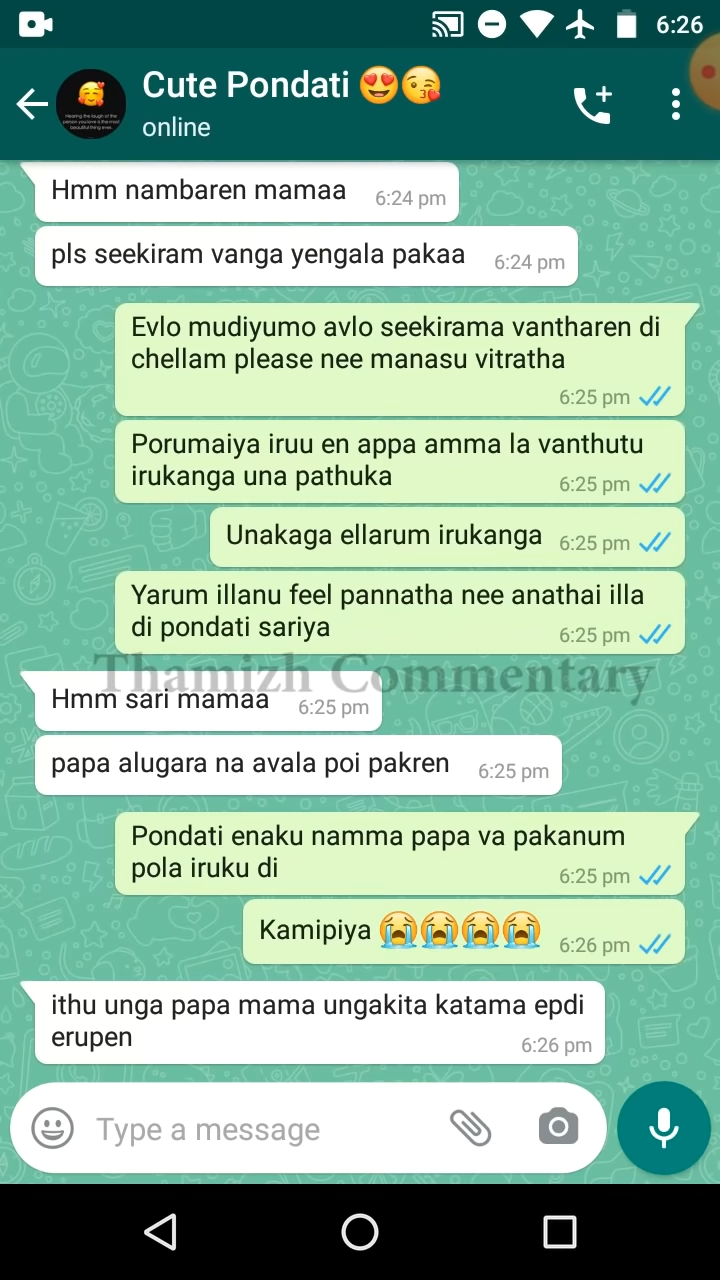 6:26
Cute Pondati 😍😘
online
Hmm nambaren mamaa 6:24 pm
pls seekiram vanga yengala pakaa 6:24 pm
Evlo mudiyumo avlo seekirama vantharen di
chellam please nee manasu vitratha
6:25 pm
Porumaiya iruu en appa amma la vanthutu
irukanga una pathuka 6:25 pm
Unakaga ellarum irukanga 6:25 pm
Yarum illanu feel pannatha nee anathai illa
di pondati sariya 6:25 pm
Thamizh Commentary
Hmm sari mamaa 6:25 pm
papa alugara na avala poi pakren 6:25 pm
Pondati enaku namma papa va pakanum
pola iruku di 6:25 pm
Kamipiya 😭😭😭😭 6:26 pm
ithu unga papa mama ungakita katama epdi
erupen 6:26 pm
Type a message